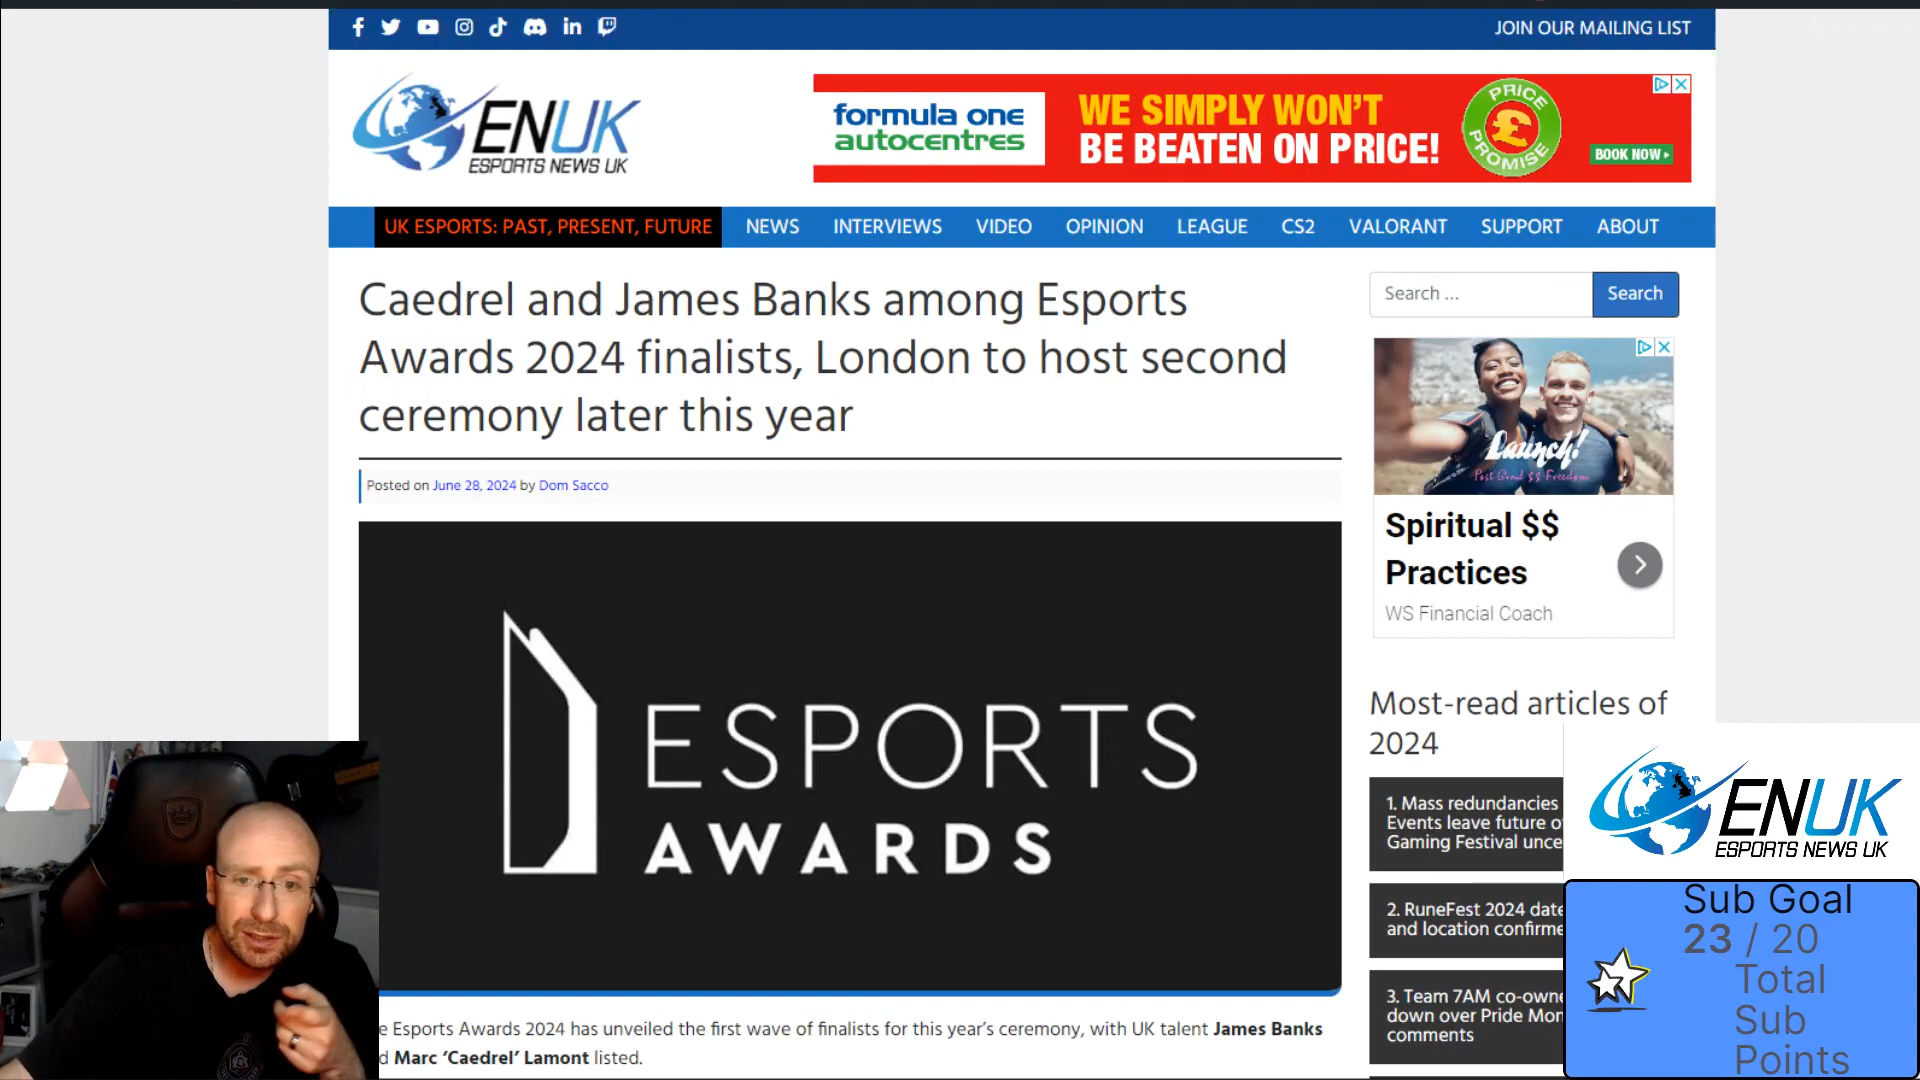 JOIN OUR MAILING LIST
ENUK
ESPORTS NEWS UK
formula one
autocentres
WE SIMPLY WON'T
BE BEATEN ON PRICE!
PRICE
£
PROMISE
BOOK NOW
UK ESPORTS: PAST, PRESENT, FUTURE
NEWS
INTERVIEWS
VIDEO
OPINION
LEAGUE
CS2
VALORANT
SUPPORT
ABOUT
Caedrel and James Banks among Esports
Awards 2024 finalists, London to host second
ceremony later this year
Posted on June 28, 2024 by Dom Sacco
Search ...
Search
Launch!
Post Grad $$ Freedom
Spiritual $$
Practices
WS Financial Coach
ESPORTS
AWARDS
Most-read articles of
2024
1. Mass redundancies
Events leave future o
Gaming Festival unce
2. RuneFest 2024 date
and location confirme
3. Team 7AM co-owne
down over Pride Mon
comments
ENUK
ESPORTS NEWS UK
Sub Goal
23 / 20
Total
Sub
Points
e Esports Awards 2024 has unveiled the first wave of finalists for this year's ceremony, with UK talent James Banks
d Marc 'Caedrel' Lamont listed.